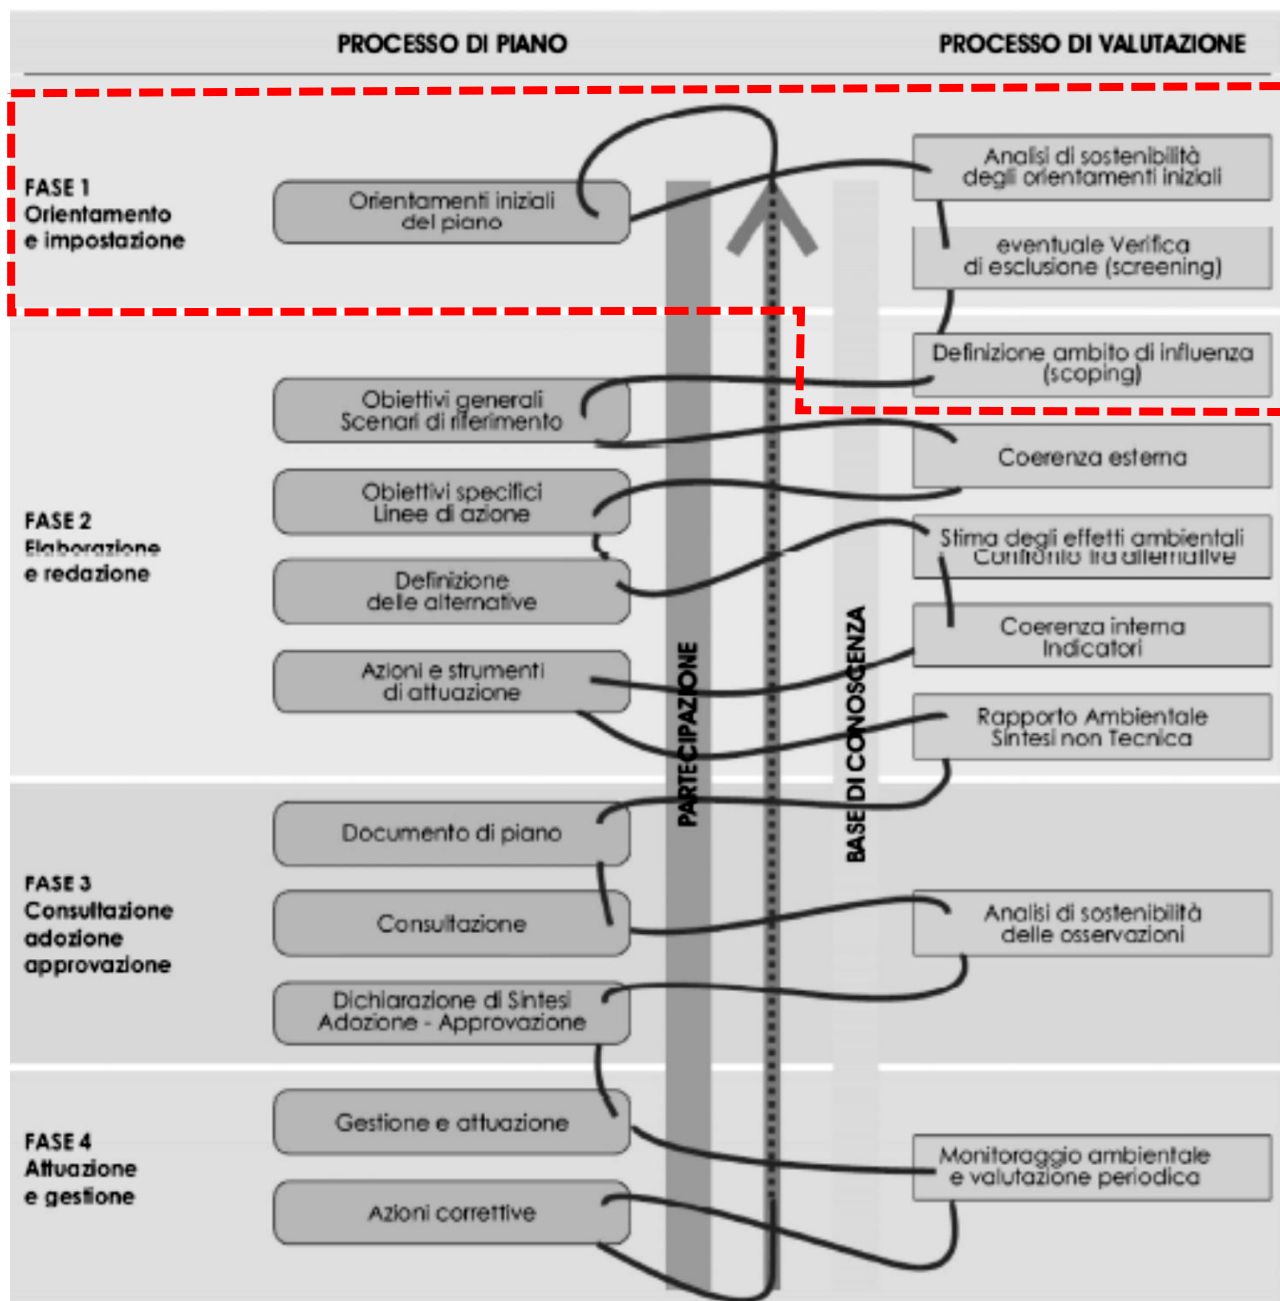 PROCESSO DI PIANO
PROCESSO DI VALUTAZIONE
FASE 1
Orientamento
e impostazione
Orientamenti iniziali
del piano
Analisi di sostenibilità
degli orientamenti iniziali
eventuale Verifica
di esclusione (screening)
Definizione ambito di influenza
(scoping)
FASE 2
Elaborazione
e redazione
Obiettivi generali
Scenari di riferimento
Coerenza esterna
Obiettivi specifici
Linee di azione
Stima degli effetti ambientali
Confronto fra alternative
Definizione
delle alternative
Coerenza interna
Indicatori
Azioni e strumenti
di attuazione
Rapporto Ambientale
Sintesi non Tecnica
PARTECIPAZIONE
BASE DI CONOSCENZA
FASE 3
Consultazione
adozione
approvazione
Documento di piano
Consultazione
Analisi di sostenibilità
delle osservazioni
Dichiarazione di Sintesi
Adozione - Approvazione
FASE 4
Attuazione
e gestione
Gestione e attuazione
Monitoraggio ambientale
e valutazione periodica
Azioni correttive